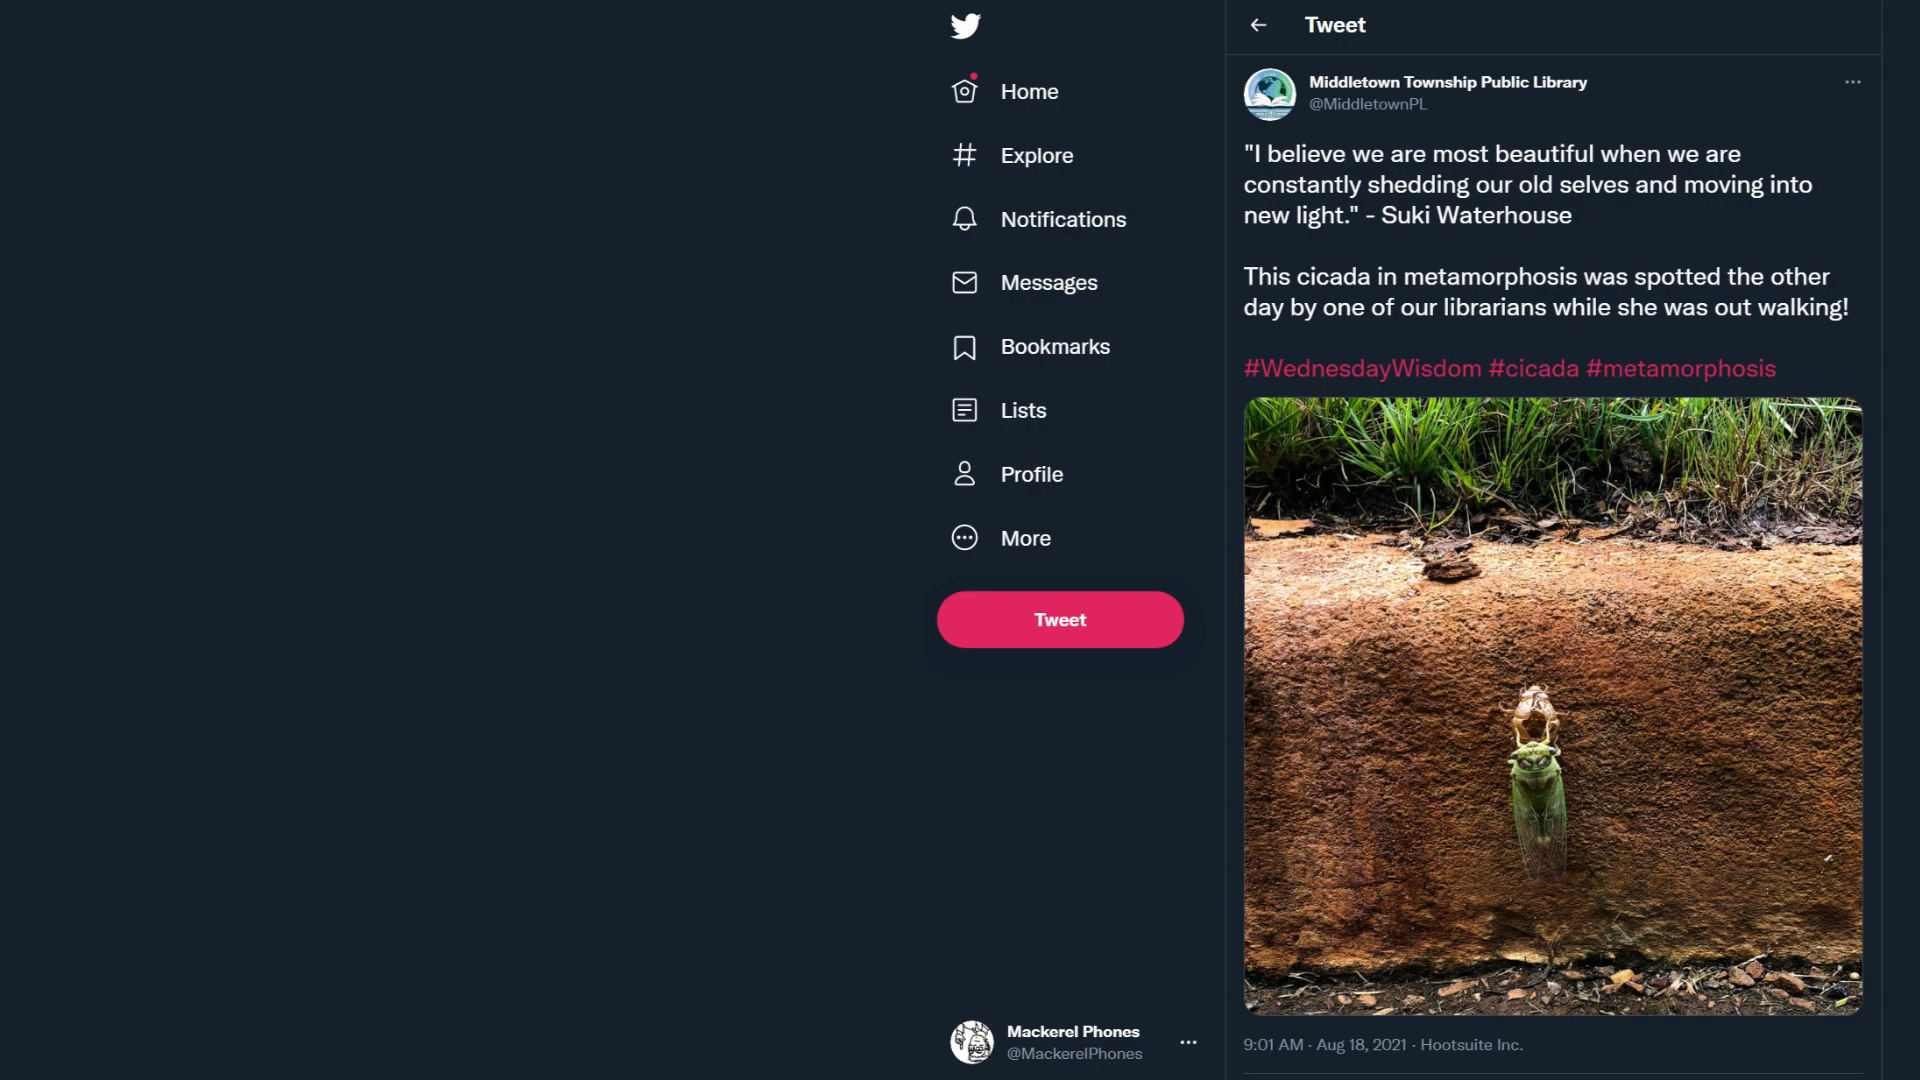 Home
Explore
Notifications
Messages
Bookmarks
Lists
Profile
More
Tweet
Mackerel Phones
@MackerelPhones
Tweet
Middletown Township Public Library
@MiddletownPL
"I believe we are most beautiful when we are
constantly shedding our old selves and moving into
new light." - Suki Waterhouse
This cicada in metamorphosis was spotted the other
day by one of our librarians while she was out walking!
#WednesdayWisdom #cicada #metamorphosis
9:01 AM · Aug 18, 2021 · Hootsuite Inc.